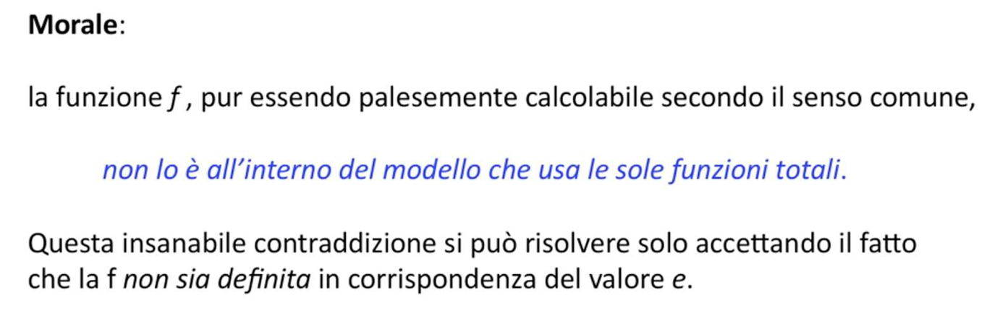 Morale:
la funzione f , pur essendo palesemente calcolabile secondo il senso comune,
non lo è all'interno del modello che usa le sole funzioni totali.
Questa insanabile contraddizione si può risolvere solo accettando il fatto
che la f non sia definita in corrispondenza del valore e.